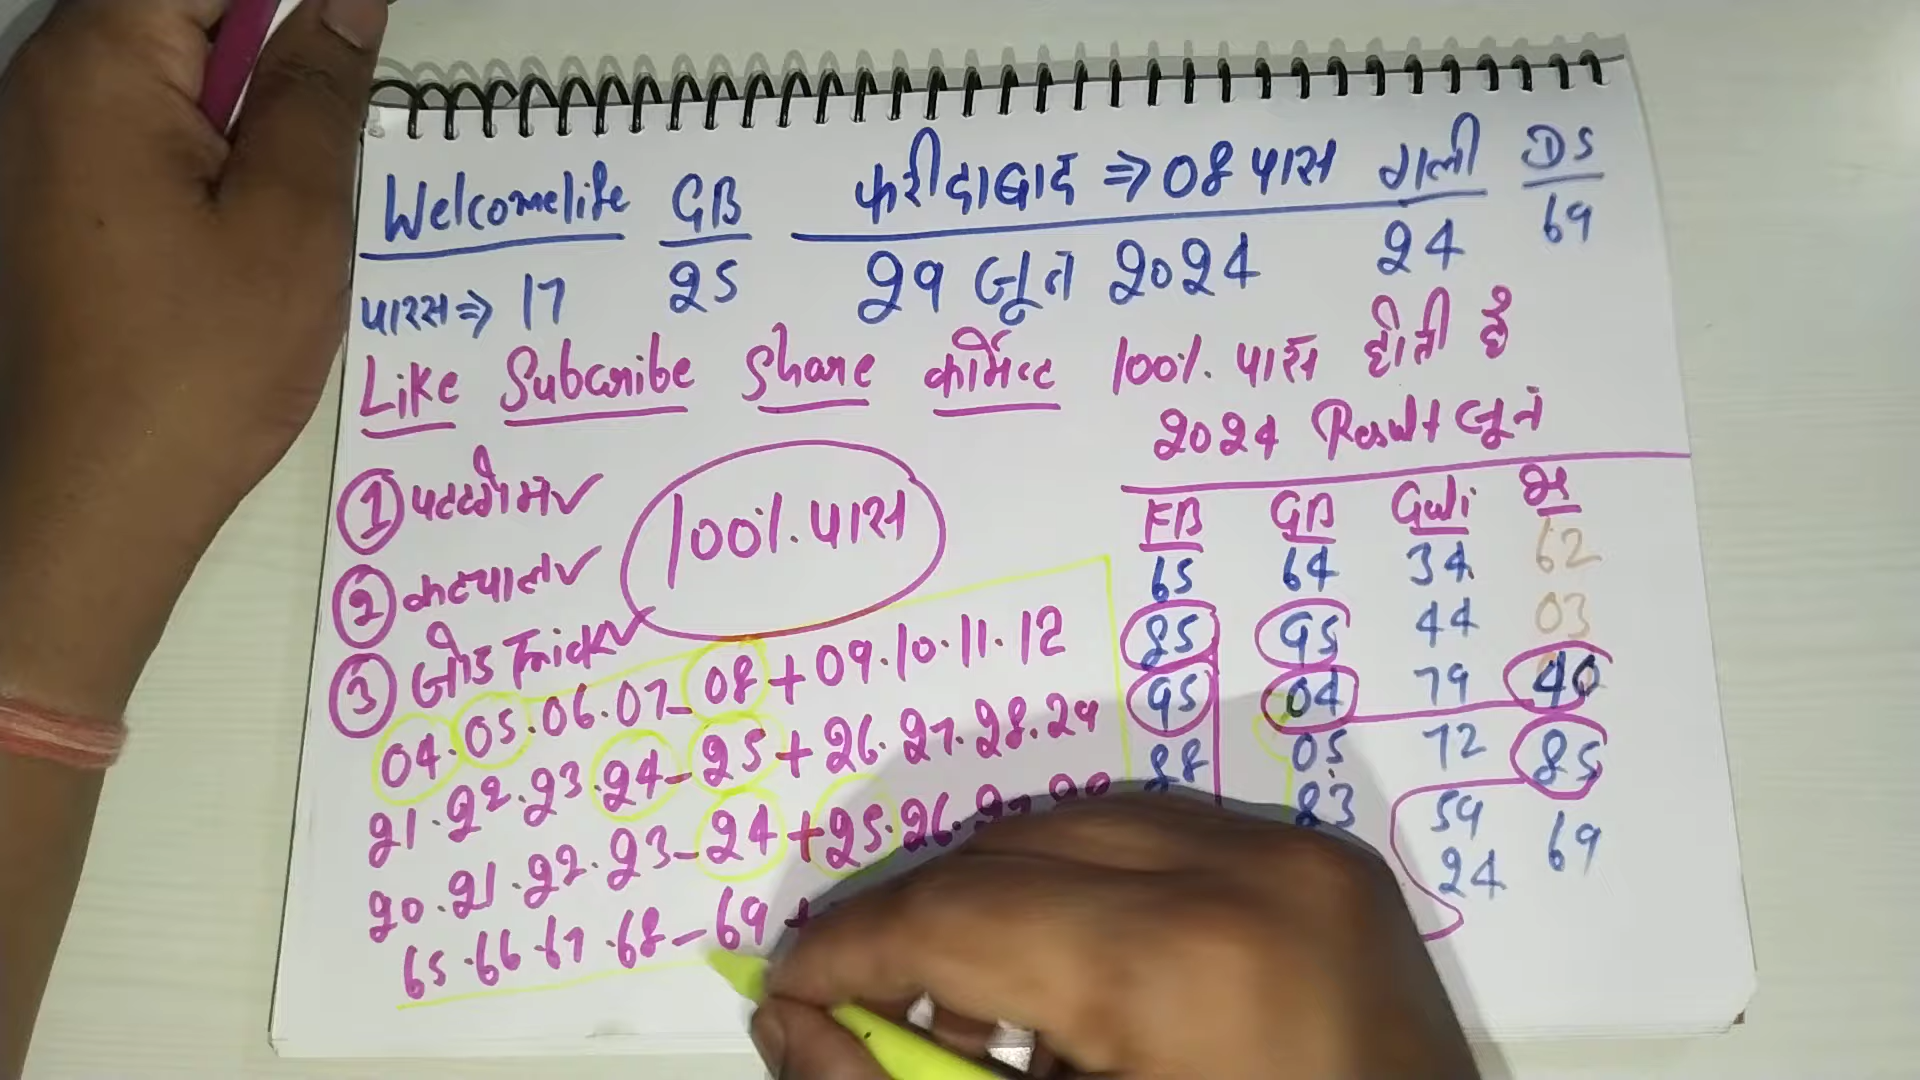 Welcomelife GB फरीदाबाद ⇒ 08 पास गली DS
पारस ⇒ 17 25 29 जून 2024 24 69
Like Subcribe Share कमेंट 100%. पास होती है
2024 Result जून
① ② ③ जोड Trick
100%. पास
04.05.06.07-08+09.10.11.12
21.22.23.24-25+26.27.28.29
20.21.22.23-24+25.26.
65.66.67.68-69+
FB GB Gali
65 64 34 62
85 95 44 03
95 04 79 40
88 05 72 85
83 59 69
24